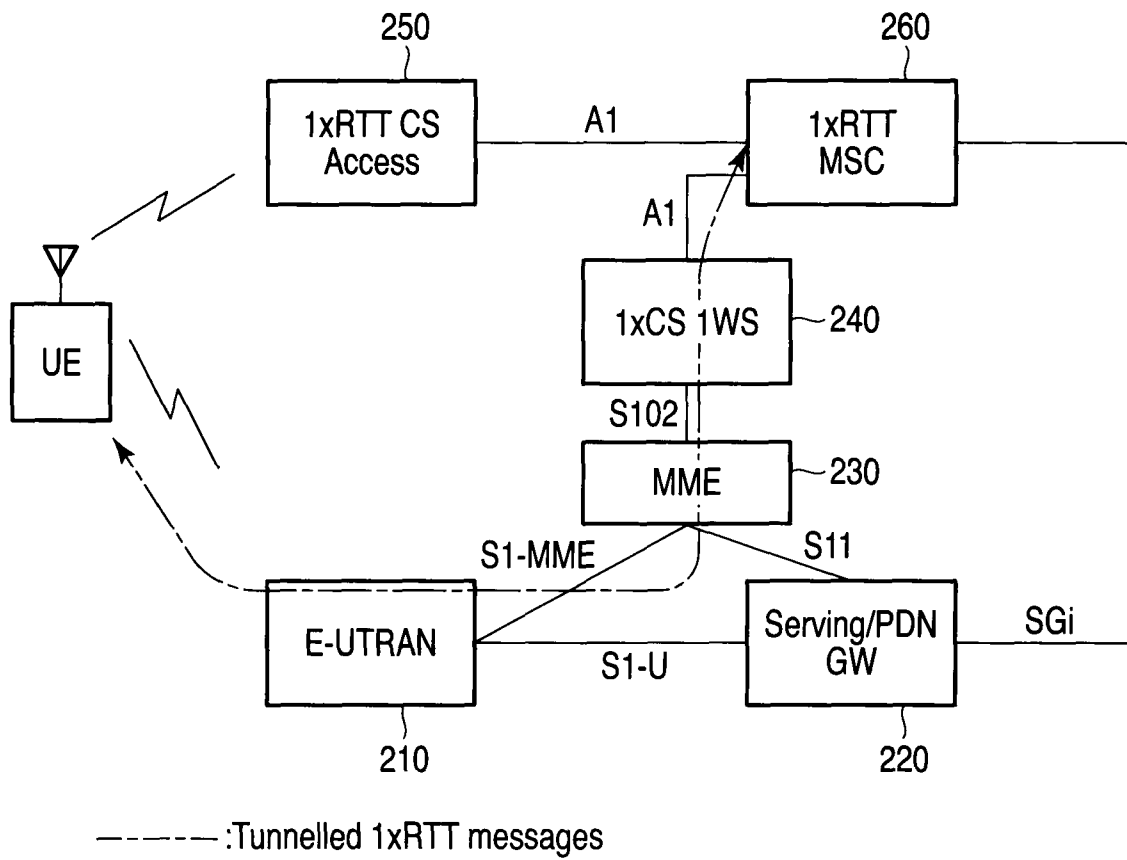 250
260
1xRTT CS
Access
A1
1xRTT
MSC
A1
UE
1xCS 1WS
240
S102
MME
230
S1-MME
S11
E-UTRAN
Serving/PDN
GW
SGi
S1-U
210
220
:Tunnelled 1xRTT messages